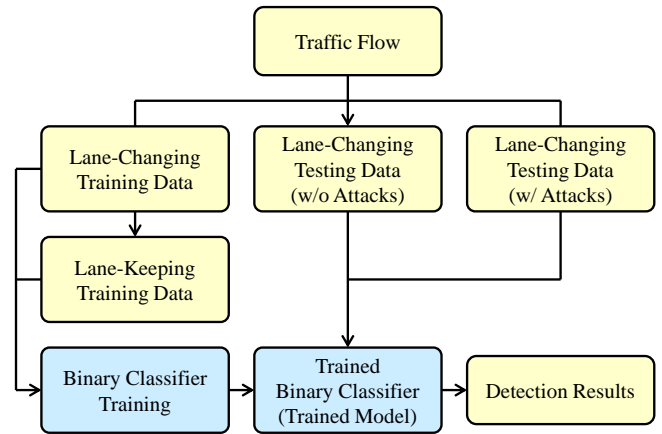 Traffic Flow
Lane-Changing
Training Data
Lane-Changing
Testing Data
(w/o Attacks)
Lane-Changing
Testing Data
(w/ Attacks)
Lane-Keeping
Training Data
Binary Classifier
Training
Trained
Binary Classifier
(Trained Model)
Detection Results